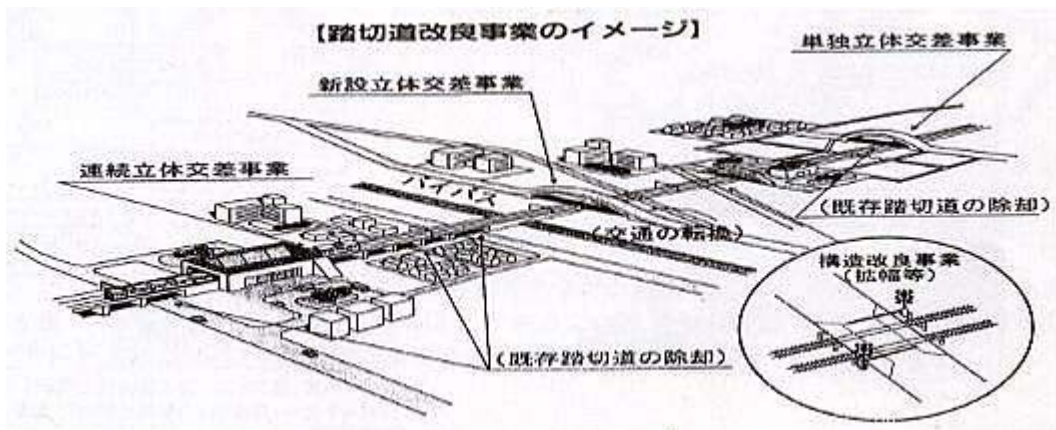 【踏切道改良事業のイメージ】
単独立体交差事業
新設立体交差事業
連続立体交差事業
バイパス
(既存踏切道の除却)
(交通の転換)
構造改良事業
(拡幅等)
(既存踏切道の除却)